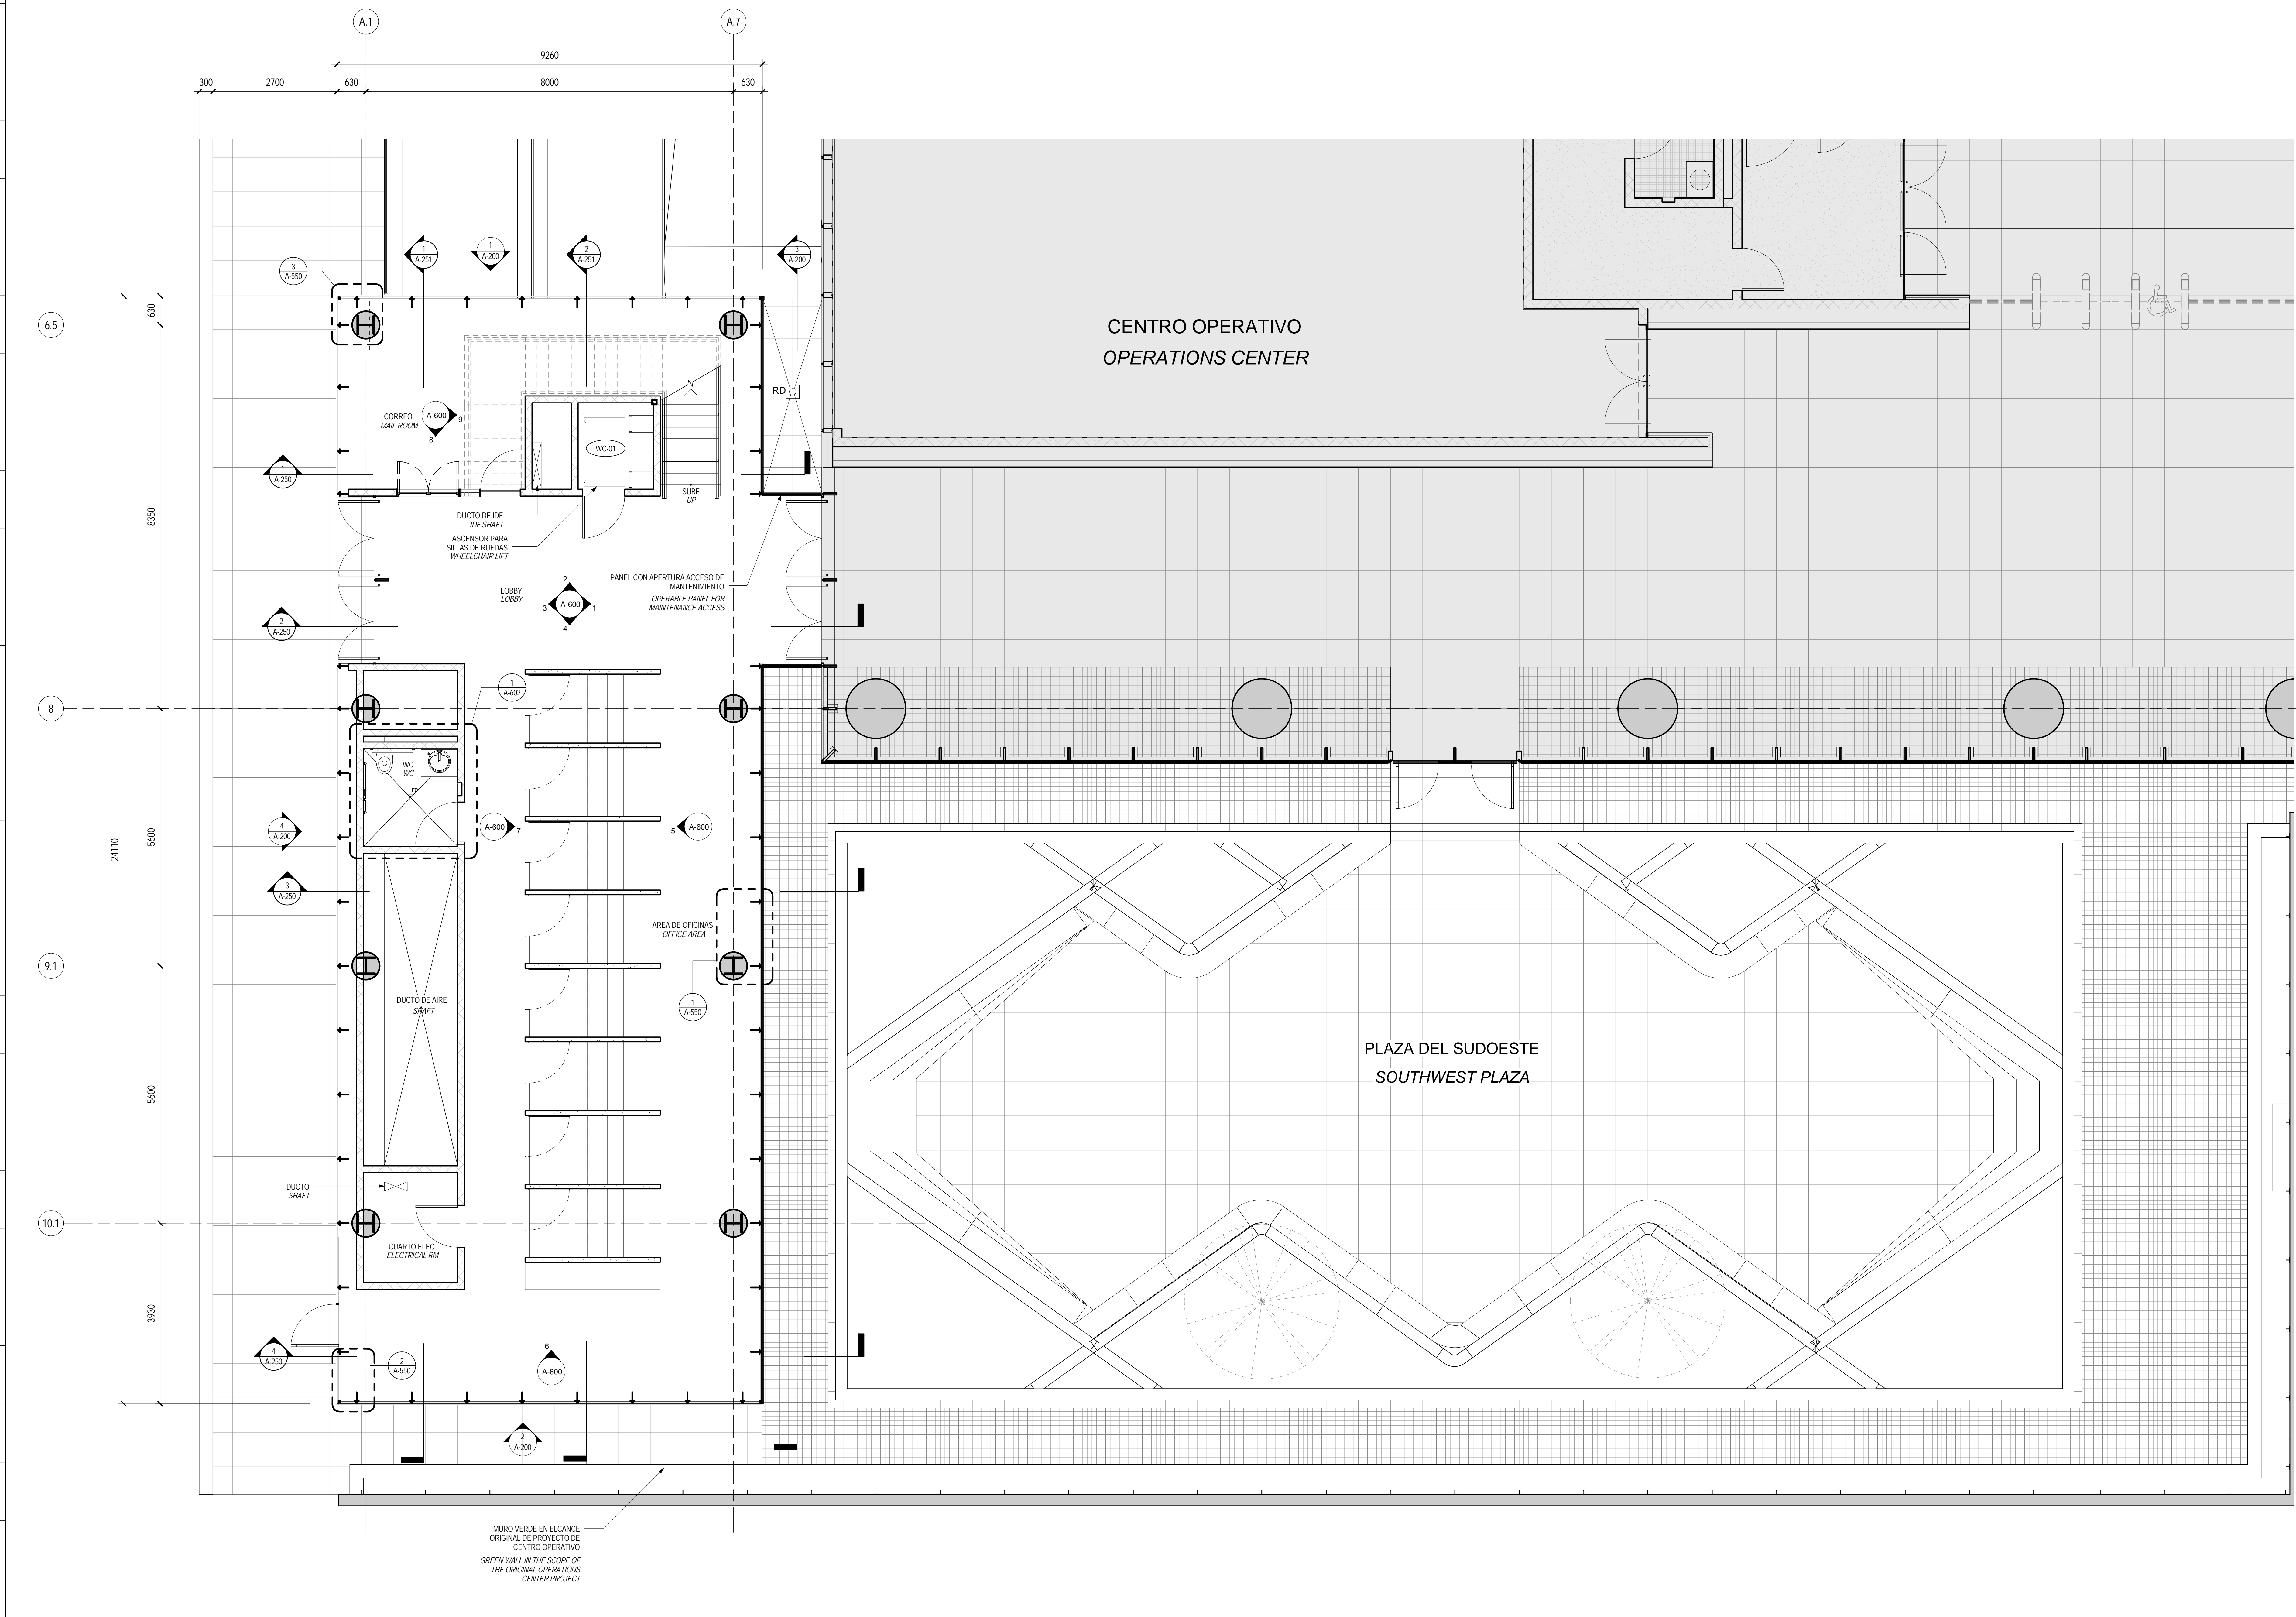 A.1
A.7
9260
300
2700
630
8000
630
1
A-251
1
A-200
2
A-251
3
A-200
3
A-550
6.5
630
CENTRO OPERATIVO
OPERATIONS CENTER
RD
CORREO
MAIL ROOM
A-600
9
8
WC-01
1
A-250
SUBE
UP
DUCTO DE IDF
IDF SHAFT
8350
ASCENSOR PARA
SILLAS DE RUEDAS
WHEELCHAIR LIFT
PANEL CON APERTURA ACCESO DE
MANTENIMIENTO
OPERABLE PANEL FOR
MAINTENANCE ACCESS
LOBBY
LOBBY
2
3
A-600
1
4
2
A-250
1
A-602
8
WC
WC
FD
4
A-200
A-600
7
5
A-600
5600
24110
3
A-250
AREA DE OFICINAS
OFFICE AREA
9.1
DUCTO DE AIRE
SHAFT
1
A-550
PLAZA DEL SUDOESTE
SOUTHWEST PLAZA
5600
DUCTO
SHAFT
10.1
CUARTO ELEC.
ELECTRICAL RM
3930
4
A-250
2
A-550
6
A-600
2
A-200
MURO VERDE EN ELCANCE
ORIGINAL DE PROYECTO DE
CENTRO OPERATIVO
GREEN WALL IN THE SCOPE OF
THE ORIGINAL OPERATIONS
CENTER PROJECT